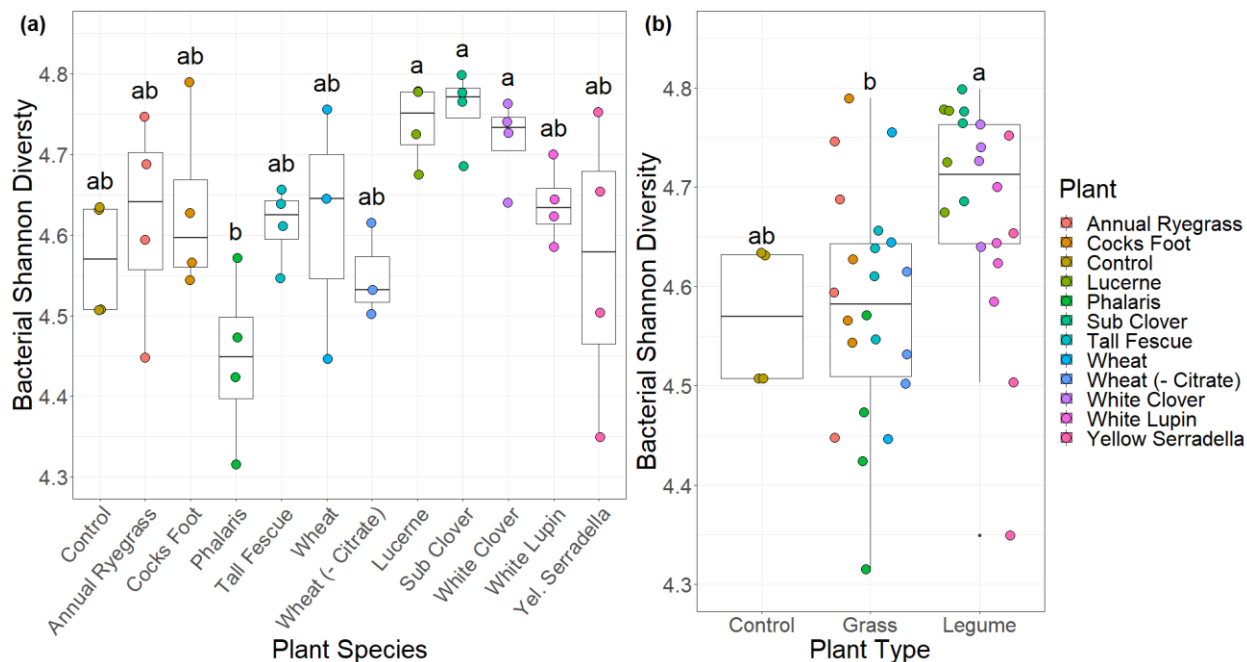 (a)
Bacterial Shannon Diversty
4.8
4.7
4.6
4.5
4.4
4.3
ab
ab
ab
b
ab
ab
ab
a
a
a
ab
ab
Control
Annual Ryegrass
Cocks Foot
Phalaris
Tall Fescue
Wheat
Wheat (- Citrate)
Lucerne
Sub Clover
White Clover
White Lupin
Yel. Serradella
Plant Species
(b)
Bacterial Shannon Diversity
4.8
4.7
4.6
4.5
4.4
4.3
ab
b
a
Control
Grass
Legume
Plant Type
Plant
Annual Ryegrass
Cocks Foot
Control
Lucerne
Phalaris
Sub Clover
Tall Fescue
Wheat
Wheat (- Citrate)
White Clover
White Lupin
Yellow Serradella